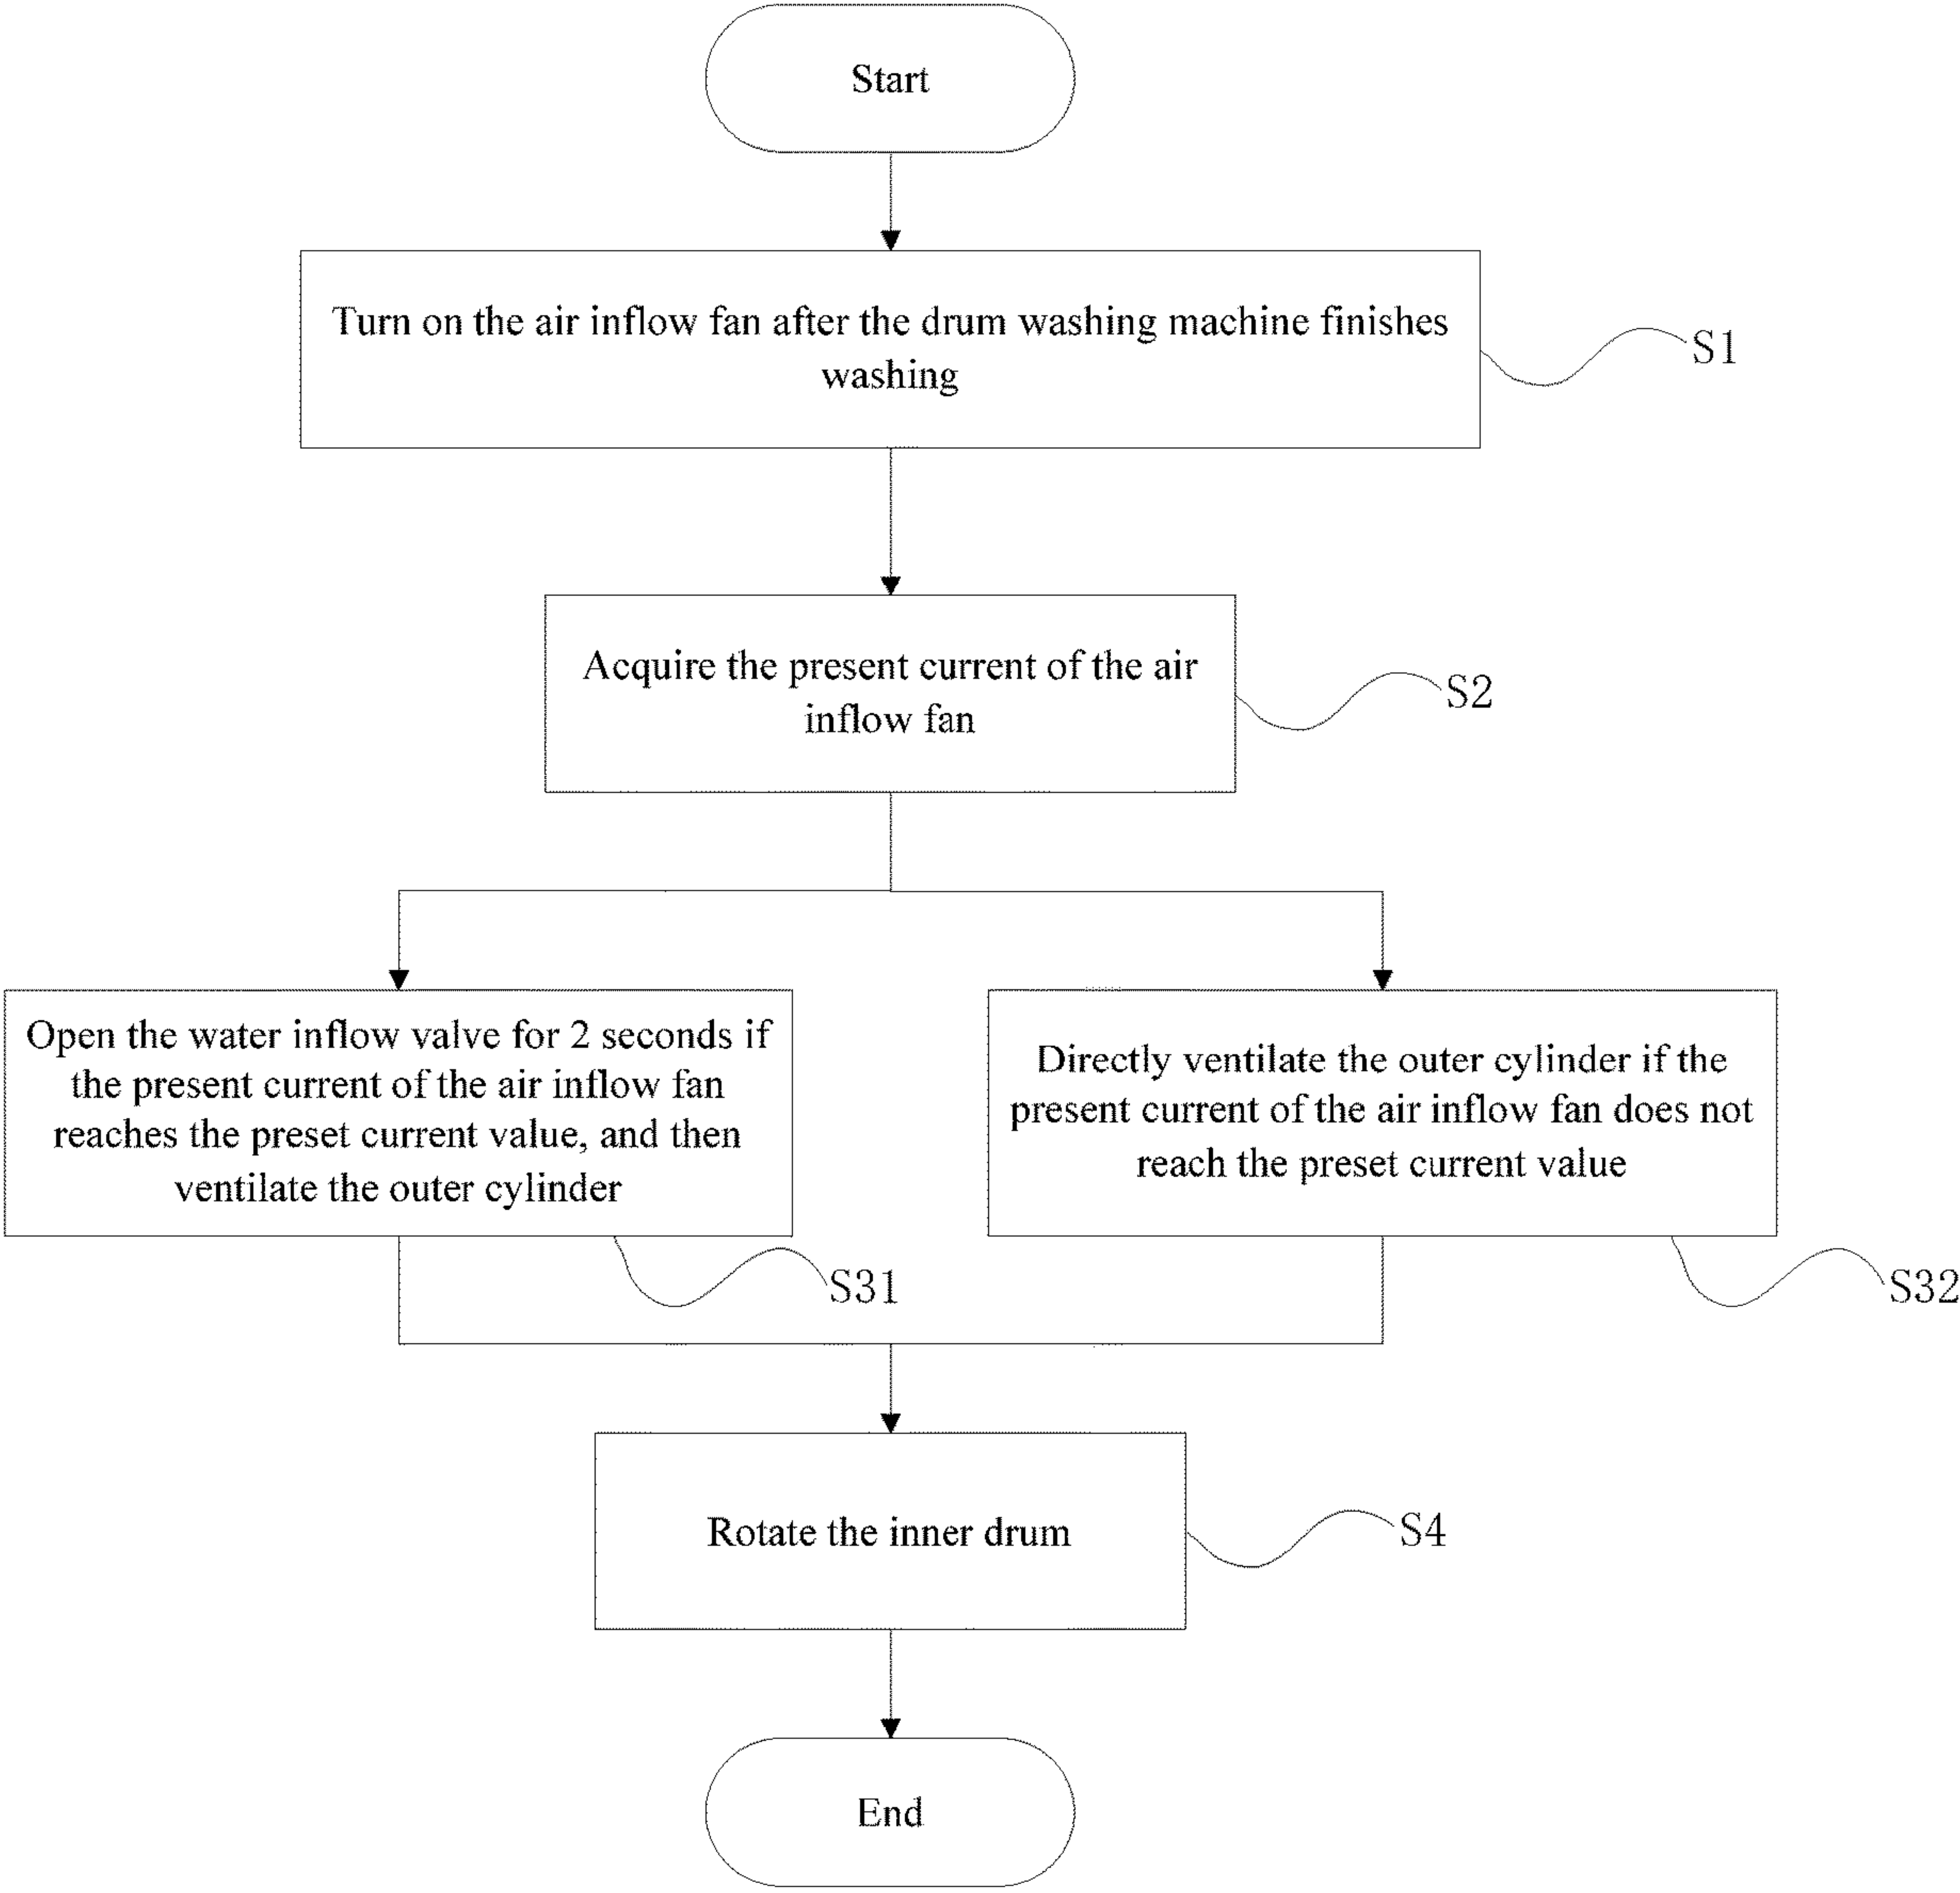 Start
Turn on the air inflow fan after the drum washing machine finishes
washing
S1
Acquire the present current of the air
inflow fan
S2
Open the water inflow valve for 2 seconds if
the present current of the air inflow fan
reaches the preset current value, and then
ventilate the outer cylinder
S31
Directly ventilate the outer cylinder if the
present current of the air inflow fan does not
reach the preset current value
S32
Rotate the inner drum
S4
End